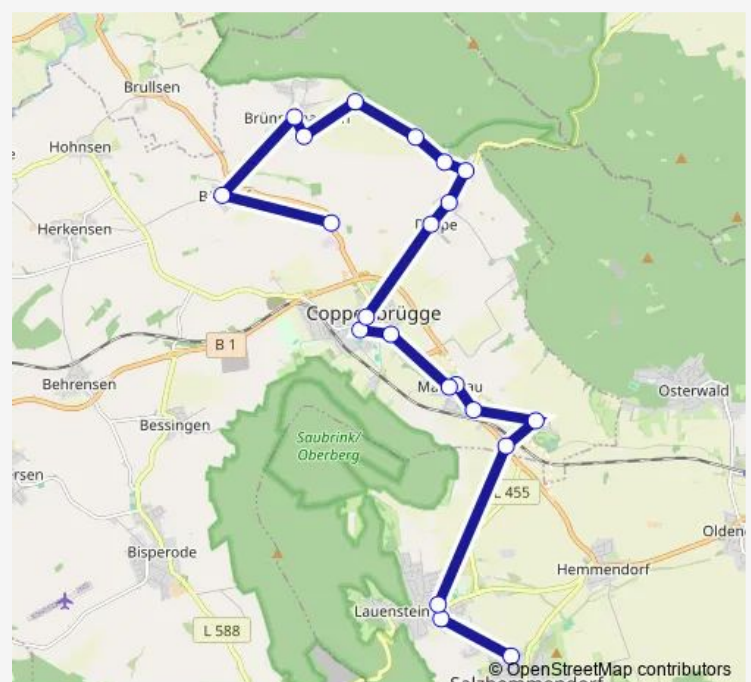 Brullsen
Hohnsen
Herkensen
Coppenbrügge
B 1
Behrensen
Osterwald
Bessingen
Saubrink/
Oberberg
L 455
Bisperode
Hemmendorf
Lauenstein
L 588
© OpenStreetMap contributors